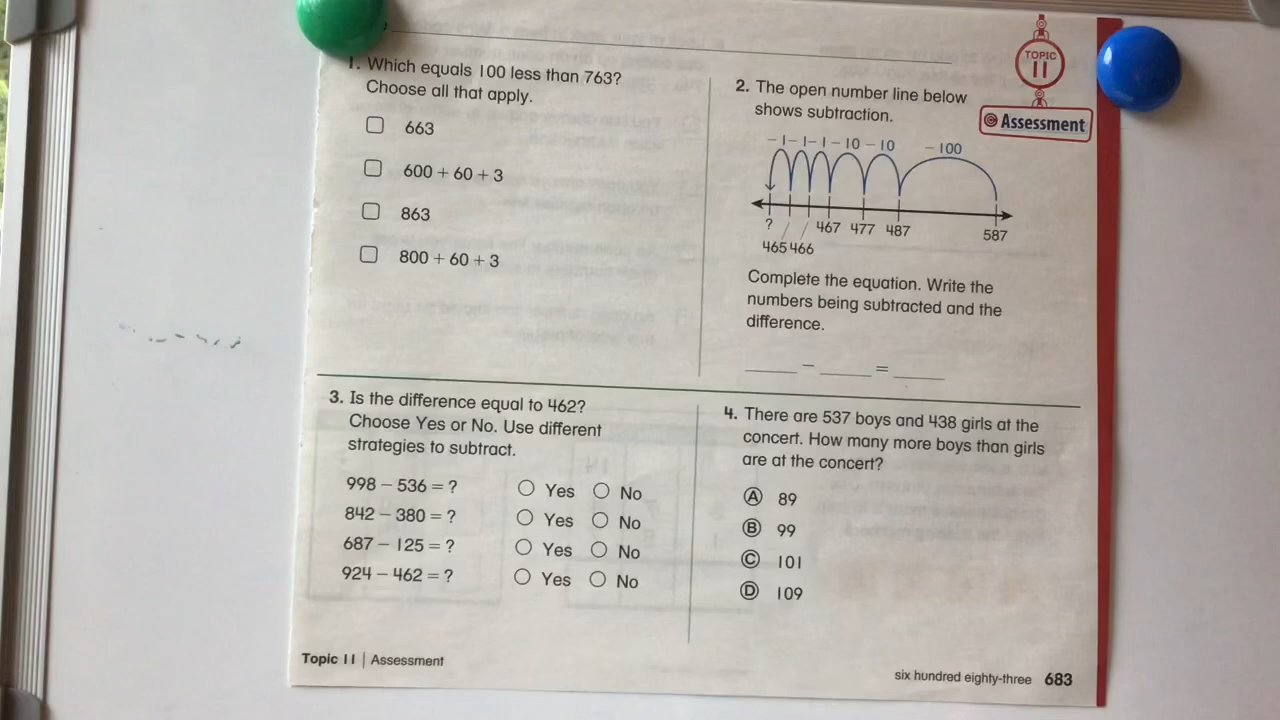 1. Which equals 100 less than 763?
Choose all that apply.
663
600 + 60 + 3
863
800 + 60 + 3
2. The open number line below
shows subtraction.
TOPIC
11
Assessment
- 1 - 1 - 1 - 10 - 10 - 100
? 467 477 487 587
465 466
Complete the equation. Write the
numbers being subtracted and the
difference.
_____ - _____ = _____
3. Is the difference equal to 462?
Choose Yes or No. Use different
strategies to subtract.
998 - 536 = ? Yes No
842 - 380 = ? Yes No
687 - 125 = ? Yes No
924 - 462 = ? Yes No
4. There are 537 boys and 438 girls at the
concert. How many more boys than girls
are at the concert?
A 89
B 99
C 101
D 109
Topic 11 | Assessment
six hundred eighty-three 683